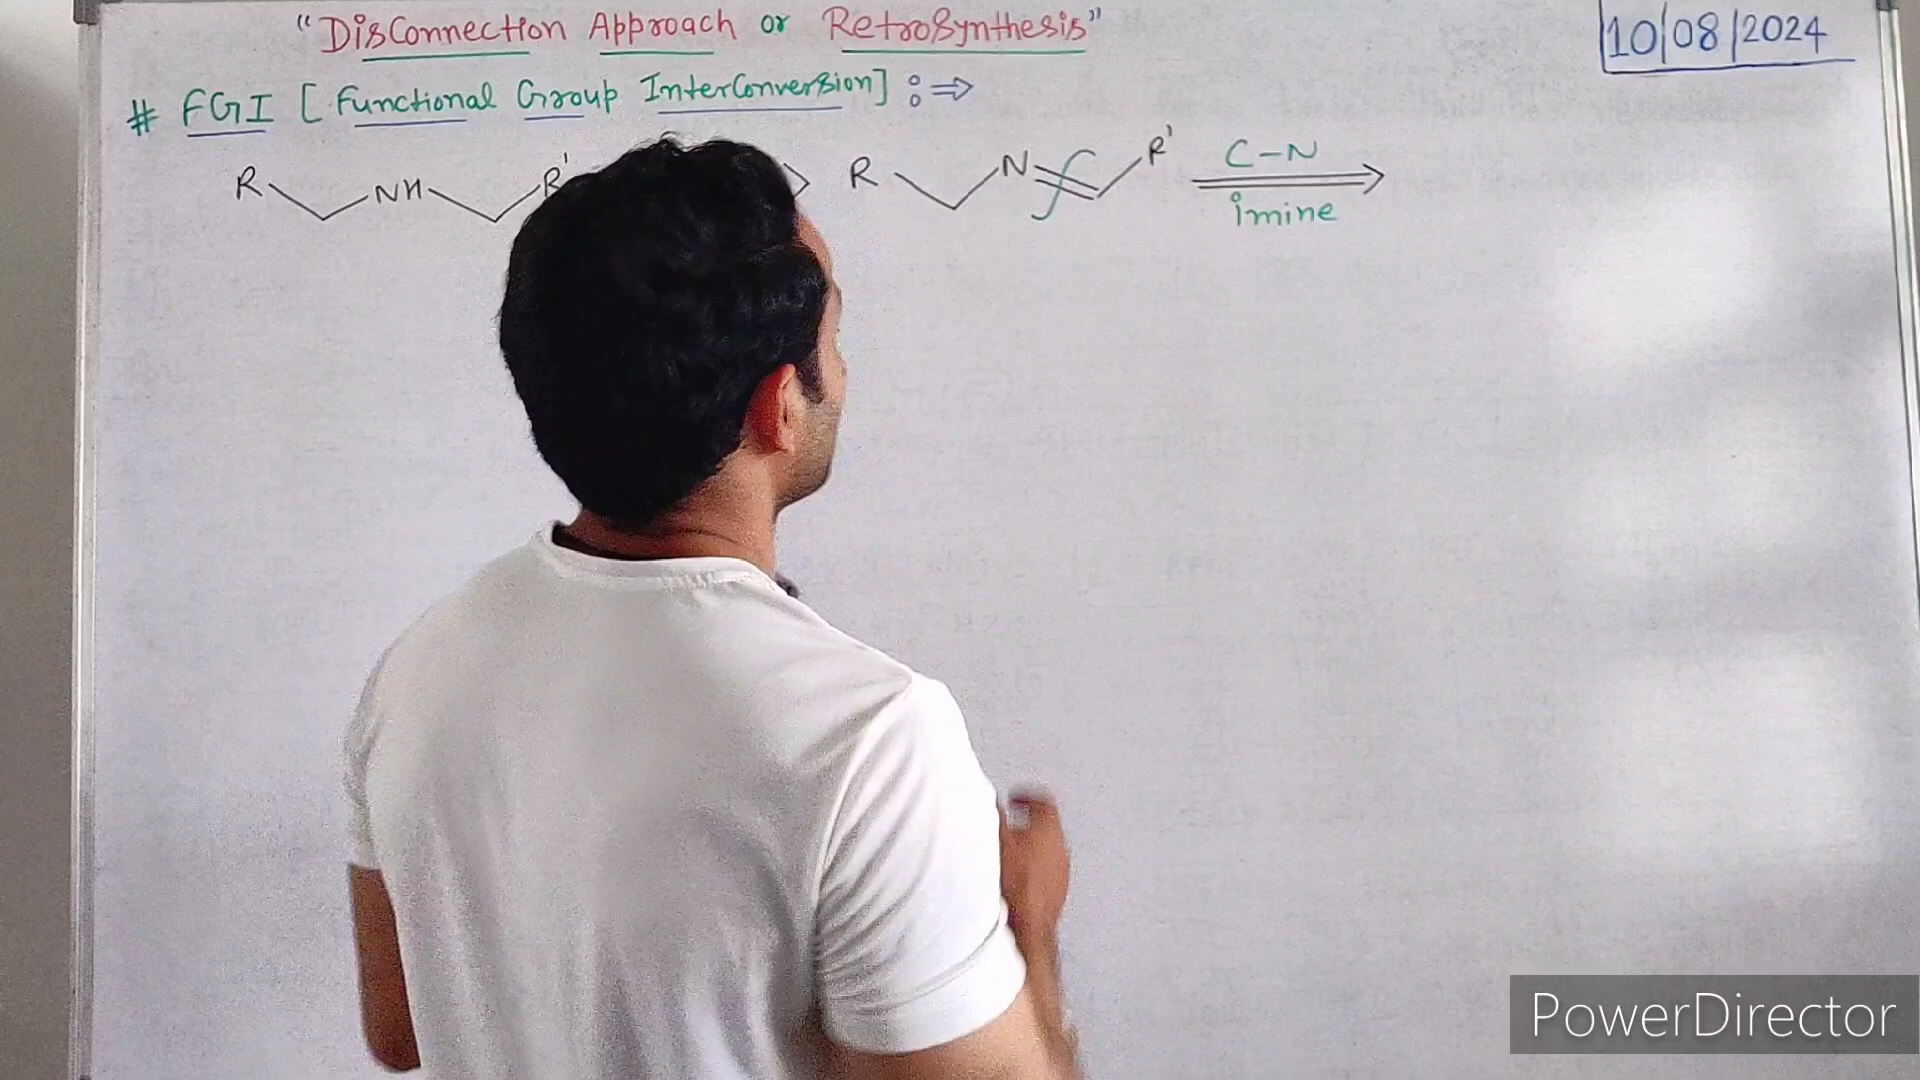 "Disconnection Approach or Retrosynthesis"
10/08/2024
# FGI [Functional Group InterConversion] :⇒
R NH R' R N R' C-N
imine
PowerDirector